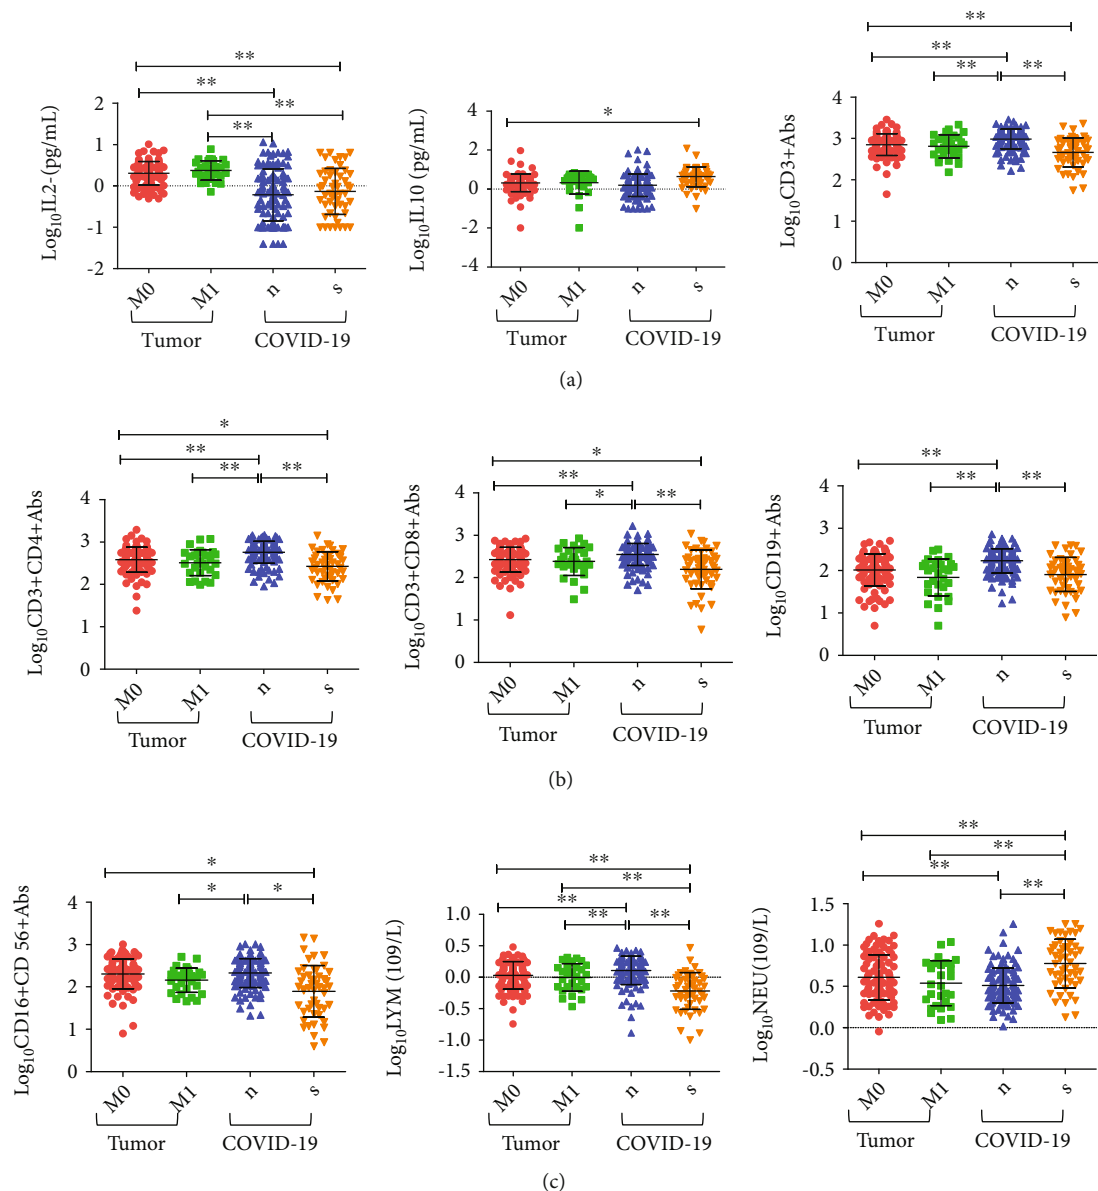 (a)
Log10IL2-(pg/mL)
2
1
0
-1
-2
**
**
**
**
M0 M1 n s
Tumor COVID-19
Log10IL10 (pg/mL)
4
2
0
-2
-4
*
M0 M1 n s
Tumor COVID-19
Log10CD3+Abs
4
3
2
1
0
**
**
** **
M0 M1 n s
Tumor COVID-19
(a)
Log10CD3+CD4+Abs
4
3
2
1
0
*
**
** **
M0 M1 n s
Tumor COVID-19
Log10CD3+CD8+Abs
4
3
2
1
0
*
**
* **
M0 M1 n s
Tumor COVID-19
Log10CD19+Abs
4
3
2
1
0
**
** **
M0 M1 n s
Tumor COVID-19
(b)
Log10CD16+CD 56+Abs
4
3
2
1
0
*
* *
M0 M1 n s
Tumor COVID-19
Log10LYM (109/L)
1.0
0.5
0.0
-0.5
-1.0
-1.5
**
**
**
** **
M0 M1 n s
Tumor COVID-19
Log10NEU(109/L)
1.5
1.0
0.5
0.0
-0.5
**
**
**
**
M0 M1 n s
Tumor COVID-19
(c)